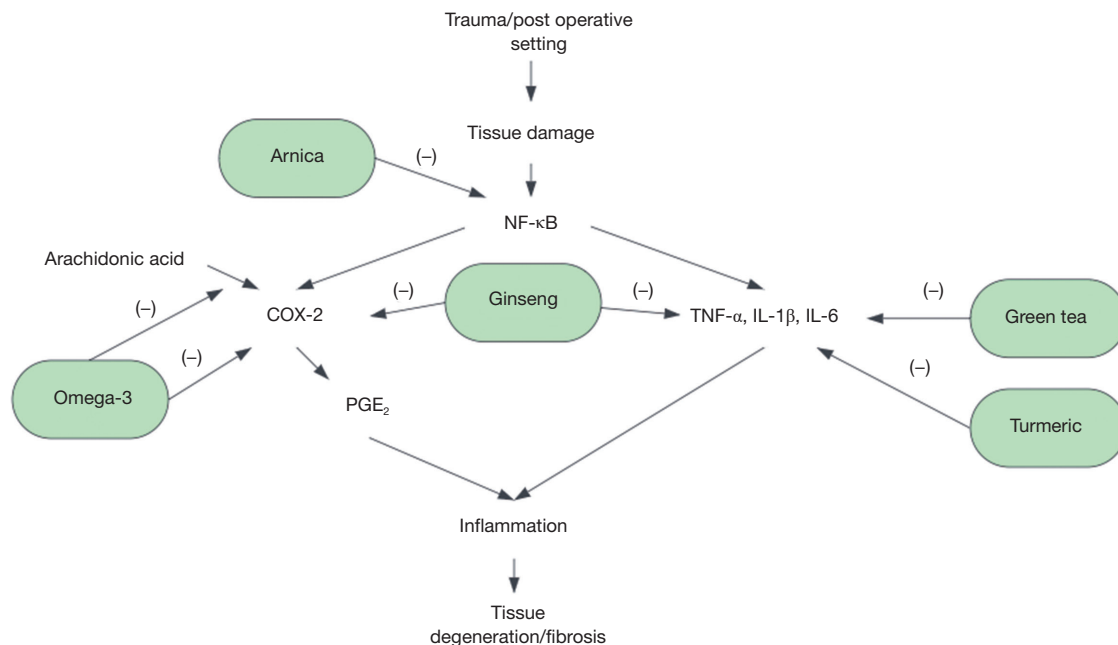 Trauma/post operative
setting
Tissue damage
Arnica
(–)
NF-κB
Arachidonic acid
(–)
COX-2
(–)
Ginseng
(–)
TNF-α, IL-1β, IL-6
(–)
Green tea
Omega-3
(–)
PGE₂
(–)
Turmeric
Inflammation
Tissue
degeneration/fibrosis